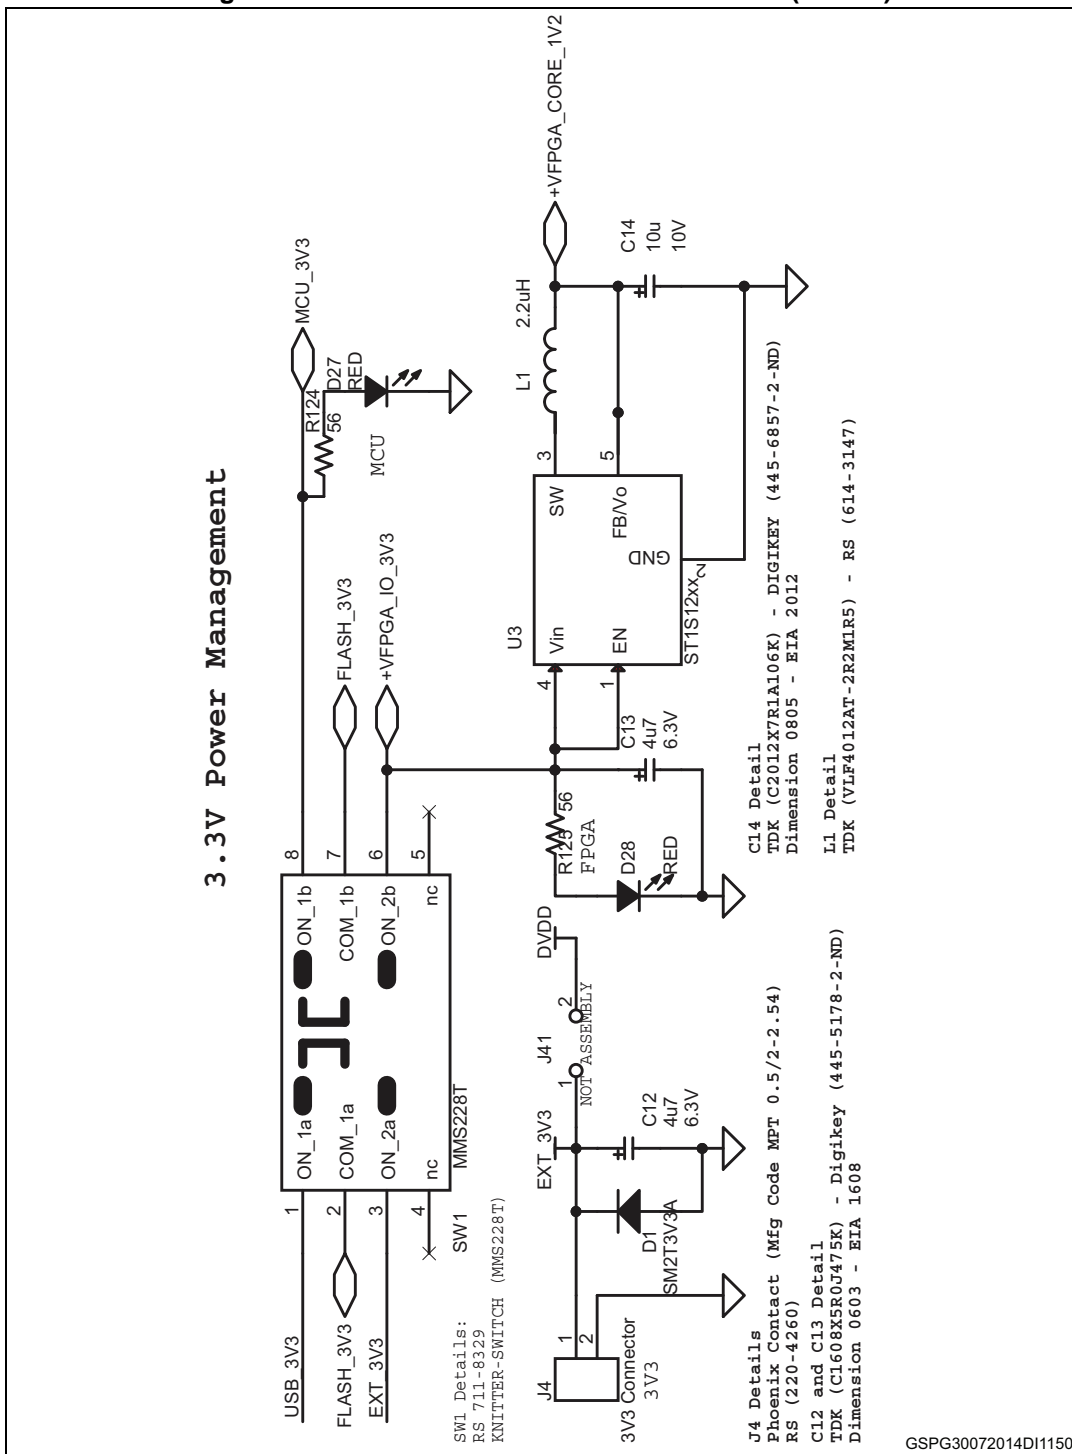 3.3V Power Management
USB 3V3
FLASH_3V3
EXT 3V3
1
2
3
4
ON_1a
COM_1a
ON_2a
nc
ON_1b
COM_1b
ON_2b
nc
8
7
6
5
SW1
MMS228T
MCU_3V3
FLASH_3V3
+VFPGA_IO_3V3
R124
56
D27
RED
MCU
SW1 Details:
RS 711-8329
KNITTER-SWITCH (MMS228T)
J4
1
2
3V3 Connector
3V3
D1
SM2T3V3A
EXT 3V3
C12
4u7
6.3V
J41
1
2
NOT ASSEMBLY
DVDD
R125
56
FPGA
D28
RED
C13
4u7
6.3V
U3
4
1
Vin
EN
SW
FB/Vo
GND
3
5
2
ST1S12xx
L1
2.2uH
+VFPGA_CORE_1V2
C14
10u
10V
J4 Details
Phoenix Contact (Mfg Code MPT 0.5/2-2.54)
RS (220-4260)
C12 and C13 Detail
TDK (C1608X5R0J475K) - Digikey (445-5178-2-ND)
Dimension 0603 - EIA 1608
C14 Detail
TDK (C2012X7R1A106K) - DIGIKEY (445-6857-2-ND)
Dimension 0805 - EIA 2012
L1 Detail
TDK (VLF4012AT-2R2M1R5) - RS (614-3147)
GSPG30072014DI1150